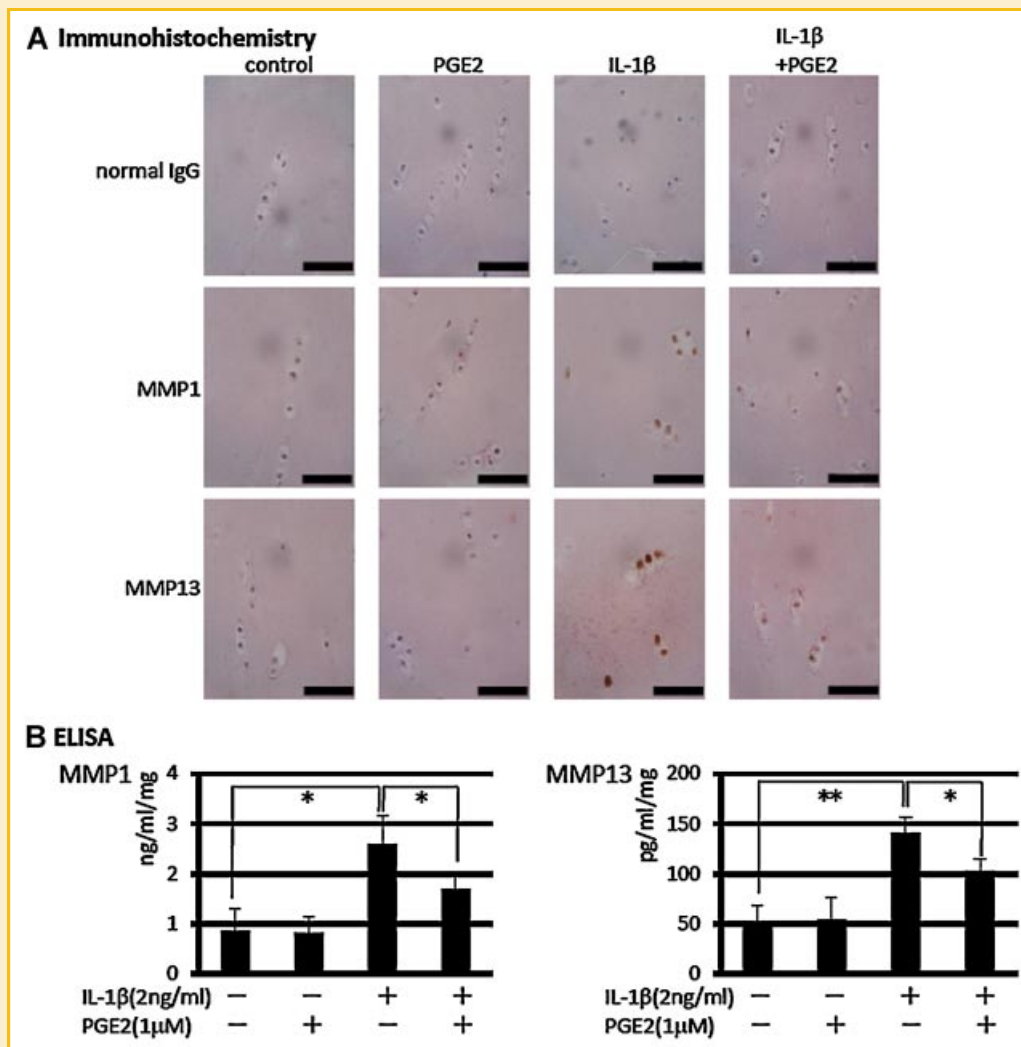 A Immunohistochemistry
control
PGE2
IL-1β
IL-1β
+PGE2
normal IgG
MMP1
MMP13
B ELISA
MMP1
ng/ml/mg
4
3
2
1
0
* *
IL-1β(2ng/ml) − − + +
PGE2(1μM) − + − +
MMP13
pg/ml/mg
200
150
100
50
0
** *
IL-1β(2ng/ml) − − + +
PGE2(1μM) − + − +